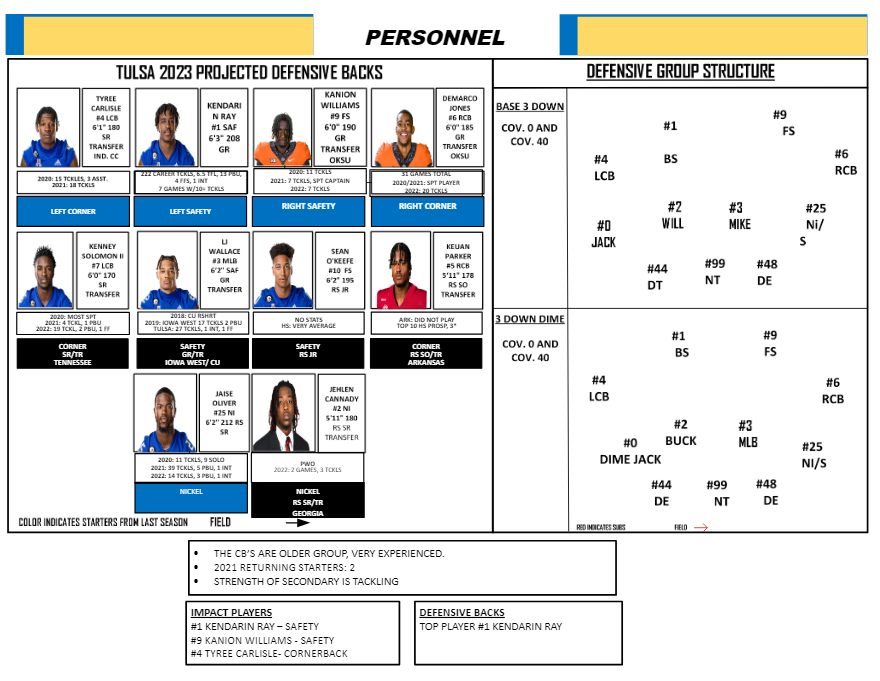 PERSONNEL
TULSA 2023 PROJECTED DEFENSIVE BACKS
TYREE
CARLISLE
#4 LCB
6'1" 180
SR
TRANSFER
IND. CC
2020: 15 TCKLES, 3 ASST.
2021: 18 TCKLS
LEFT CORNER
KENDARI
N RAY
#1 SAF
6'3" 208
GR
222 CAREER TCKLS, 6.5 TFL, 13 PBU,
4 FFS, 1 INT
7 GAMES W/10+ TCKLS
LEFT SAFETY
KANION
WILLIAMS
#9 FS
6'0" 190
GR
TRANSFER
OKSU
2020: 11 TCKLS
2021: 7 TCKLS, SPT CAPTAIN
2022: 7 TCKLS
RIGHT SAFETY
DEMARCO
JONES
#6 RCB
6'0" 185
GR
TRANSFER
OKSU
31 GAMES TOTAL
2020/2021: SPT PLAYER
2022: 20 TCKLS
RIGHT CORNER
KENNEY
SOLOMON II
#7 LCB
6'0" 170
SR
TRANSFER
2020: MOST SPT
2021: 4 TCKL, 1 PBU
2022: 19 TCKL, 2 PBU, 1 FF
CORNER
SR/TR
TENNESSEE
LJ
WALLACE
#3 MLB
6'2" SAF
GR
TRANSFER
2018: CU RSHRT
2019: IOWA WEST 17 TCKLS 2 PBU
TULSA: 27 TCKLS, 1 INT, 1 FF
SAFETY
GR/TR
IOWA WEST/ CU
SEAN
O'KEEFE
#10 FS
6'2" 195
RS JR
NO STATS
HS: VERY AVERAGE
SAFETY
RS JR
KEUAN
PARKER
#5 RCB
5'11" 178
RS SO
TRANSFER
ARK: DID NOT PLAY
TOP 10 HS PROSP, 3*
CORNER
RS SO/TR
ARKANSAS
JAISE
OLIVER
#25 NI
6'2" 212 RS
SR
2020: 11 TCKLS, 9 SOLO
2021: 39 TCKLS, 5 PBU, 1 INT
2022: 14 TCKLS, 3 PBU, 1 INT
NICKEL
JEHLEN
CANNADY
#2 NI
5'11" 180
RS SR
TRANSFER
PWO
2022: 2 GAMES, 3 TCKLS
NICKEL
RS SR/TR
GEORGIA
COLOR INDICATES STARTERS FROM LAST SEASON FIELD
DEFENSIVE GROUP STRUCTURE
BASE 3 DOWN
COV. 0 AND
COV. 40
#1
BS
#9
FS
#4
LCB
#6
RCB
#0
JACK
#2
WILL
#3
MIKE
#25
Ni/
S
#44
DT
#99
NT
#48
DE
3 DOWN DIME
COV. 0 AND
COV. 40
#1
BS
#9
FS
#4
LCB
#6
RCB
#0
DIME JACK
#2
BUCK
#3
MLB
#25
NI/S
#44
DE
#99
NT
#48
DE
RED INDICATES SUBS FIELD
• THE CB'S ARE OLDER GROUP, VERY EXPERIENCED.
• 2021 RETURNING STARTERS: 2
• STRENGTH OF SECONDARY IS TACKLING
IMPACT PLAYERS
#1 KENDARIN RAY – SAFETY
#9 KANION WILLIAMS - SAFETY
#4 TYREE CARLISLE- CORNERBACK
DEFENSIVE BACKS
TOP PLAYER #1 KENDARIN RAY